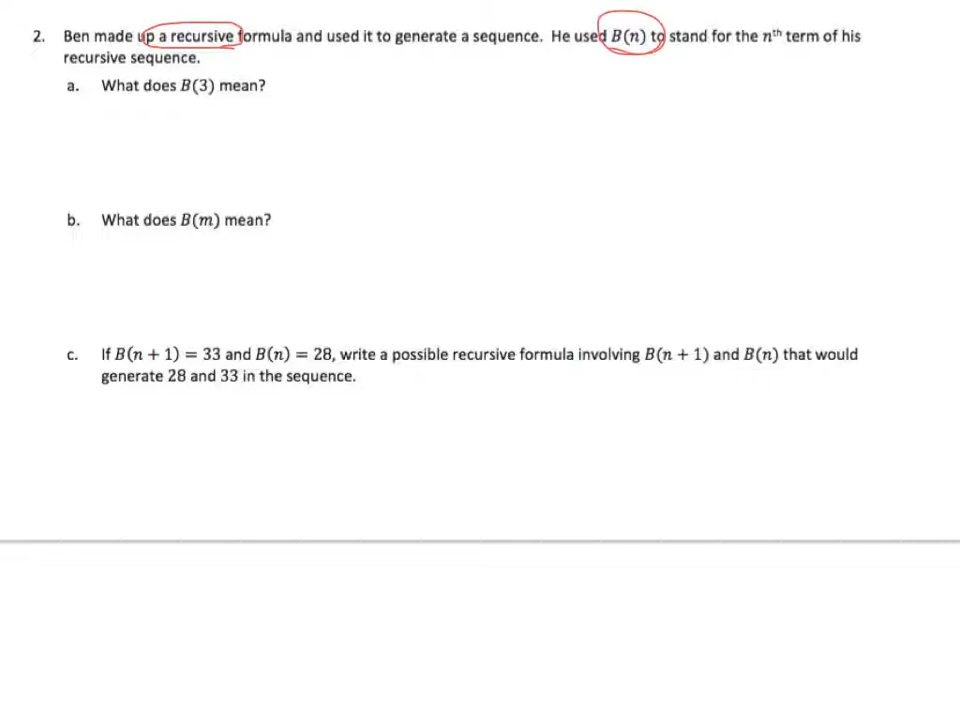 2. Ben made up a recursive formula and used it to generate a sequence. He used B(n) to stand for the nᵗʰ term of his
recursive sequence.
a. What does B(3) mean?
b. What does B(m) mean?
c. If B(n + 1) = 33 and B(n) = 28, write a possible recursive formula involving B(n + 1) and B(n) that would
generate 28 and 33 in the sequence.